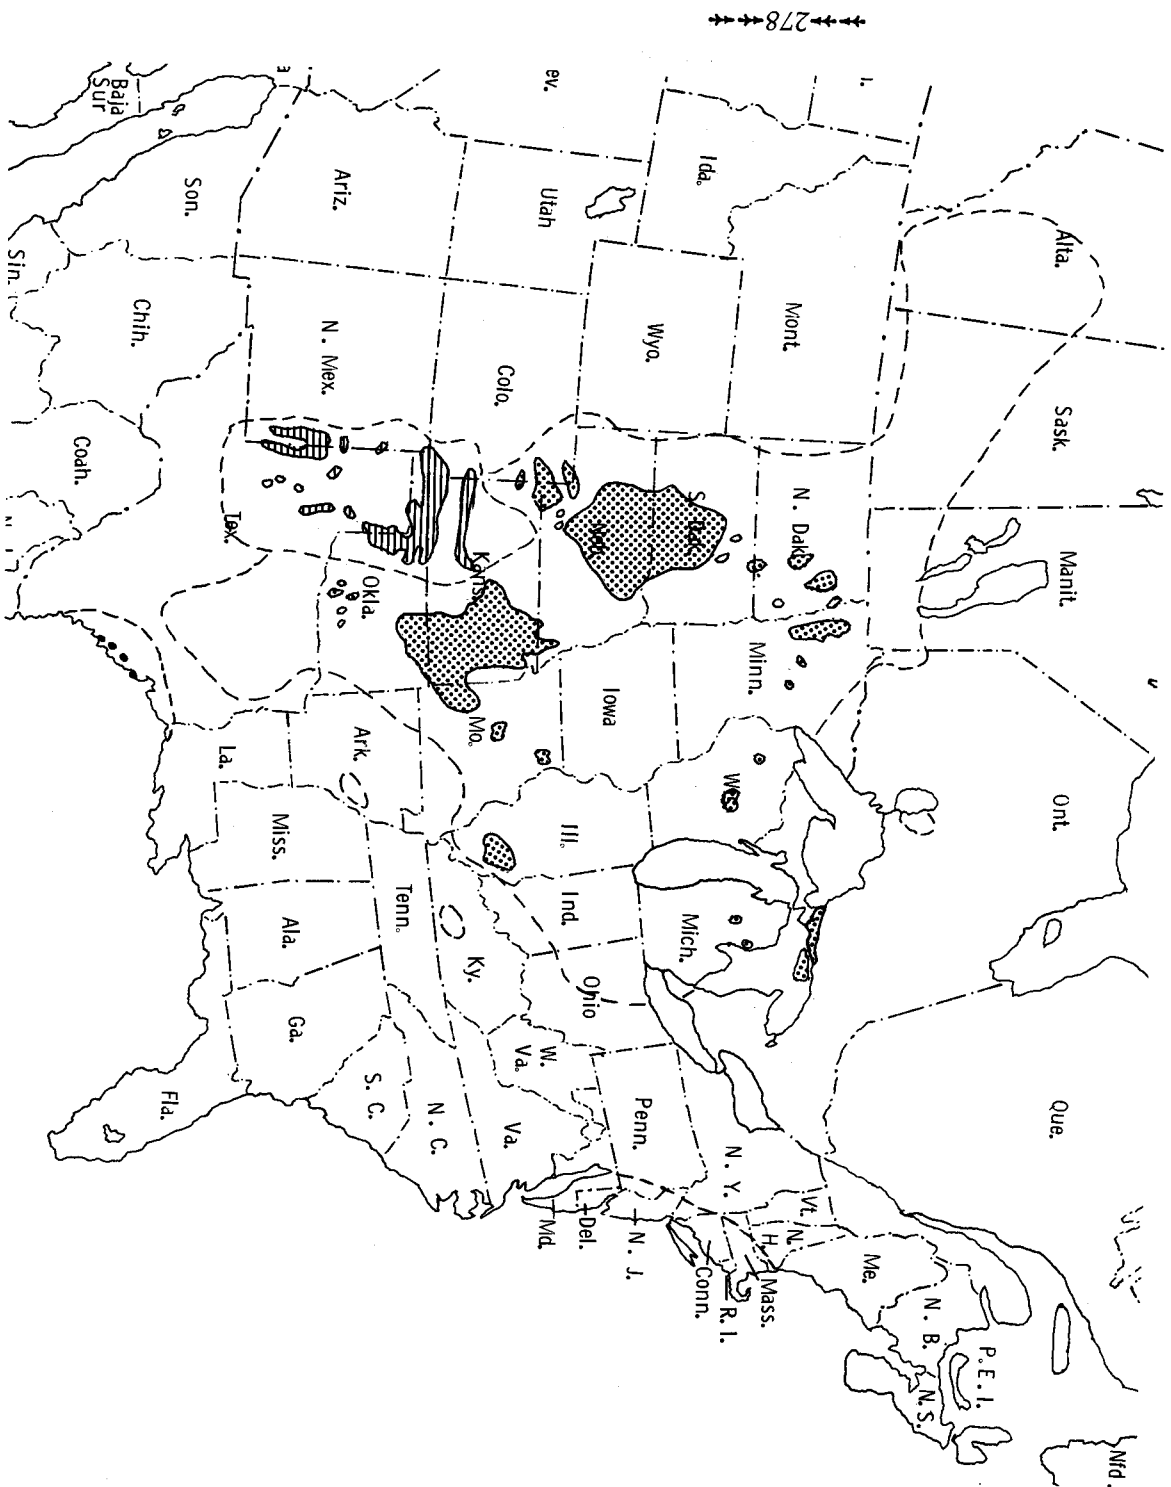 278
Alta.
Sask.
Manit.
Ont.
Que.
Nfd.
P.E.I.
N. B.
N.S.
Me.
Ida.
Mont.
N. Dak.
Minn.
S. Dak.
Wyo.
Wis.
Mich.
N. Y.
Vt.
N.
H.
Mass.
R. I.
Conn.
ev.
Utah
Colo.
Neb.
Iowa
Ill.
Ind.
Ohio
Penn.
N. J.
Del.
Md.
Kans.
Mo.
Ky.
W.
Va.
Va.
Ariz.
N. Mex.
Okla.
Ark.
Tenn.
N. C.
S. C.
Tex.
La.
Miss.
Ala.
Ga.
Fla.
Baja
Sur
Son.
Chih.
Coah.
Sin.